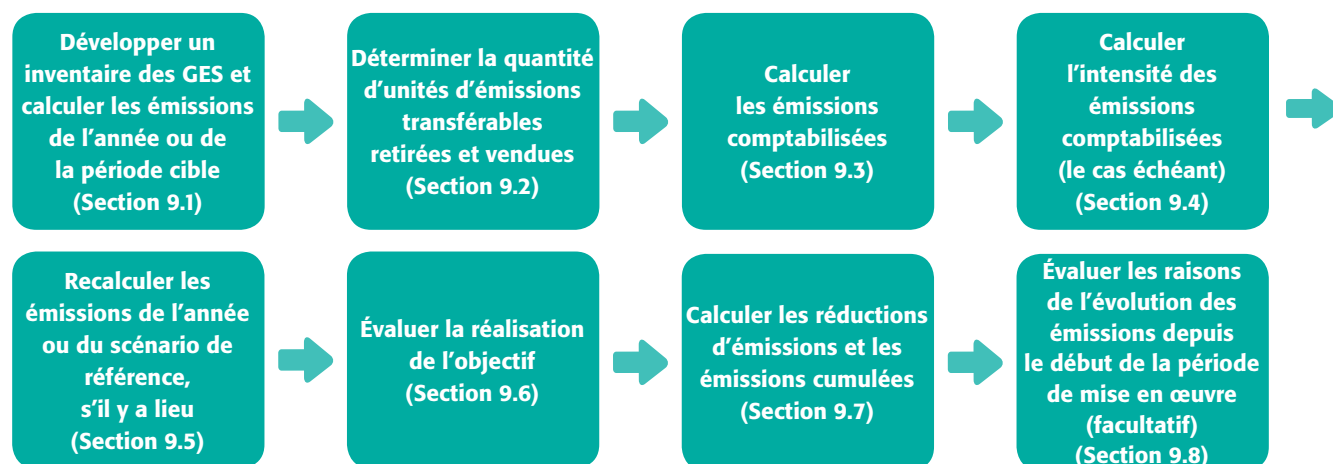 Développer un
inventaire des GES et
calculer les émissions
de l'année ou de
la période cible
(Section 9.1)
Déterminer la quantité
d'unités d'émissions
transférables
retirées et vendues
(Section 9.2)
Calculer
les émissions
comptabilisées
(Section 9.3)
Calculer
l'intensité des
émissions
comptabilisées
(le cas échéant)
(Section 9.4)
Recalculer les
émissions de l'année
ou du scénario de
référence,
s'il y a lieu
(Section 9.5)
Évaluer la réalisation
de l'objectif
(Section 9.6)
Calculer les réductions
d'émissions et les
émissions cumulées
(Section 9.7)
Évaluer les raisons
de l'évolution des
émissions depuis
le début de la période
de mise en œuvre
(facultatif)
(Section 9.8)